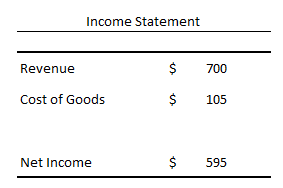 Income Statement
Revenue $ 700
Cost of Goods $ 105
Net Income $ 595